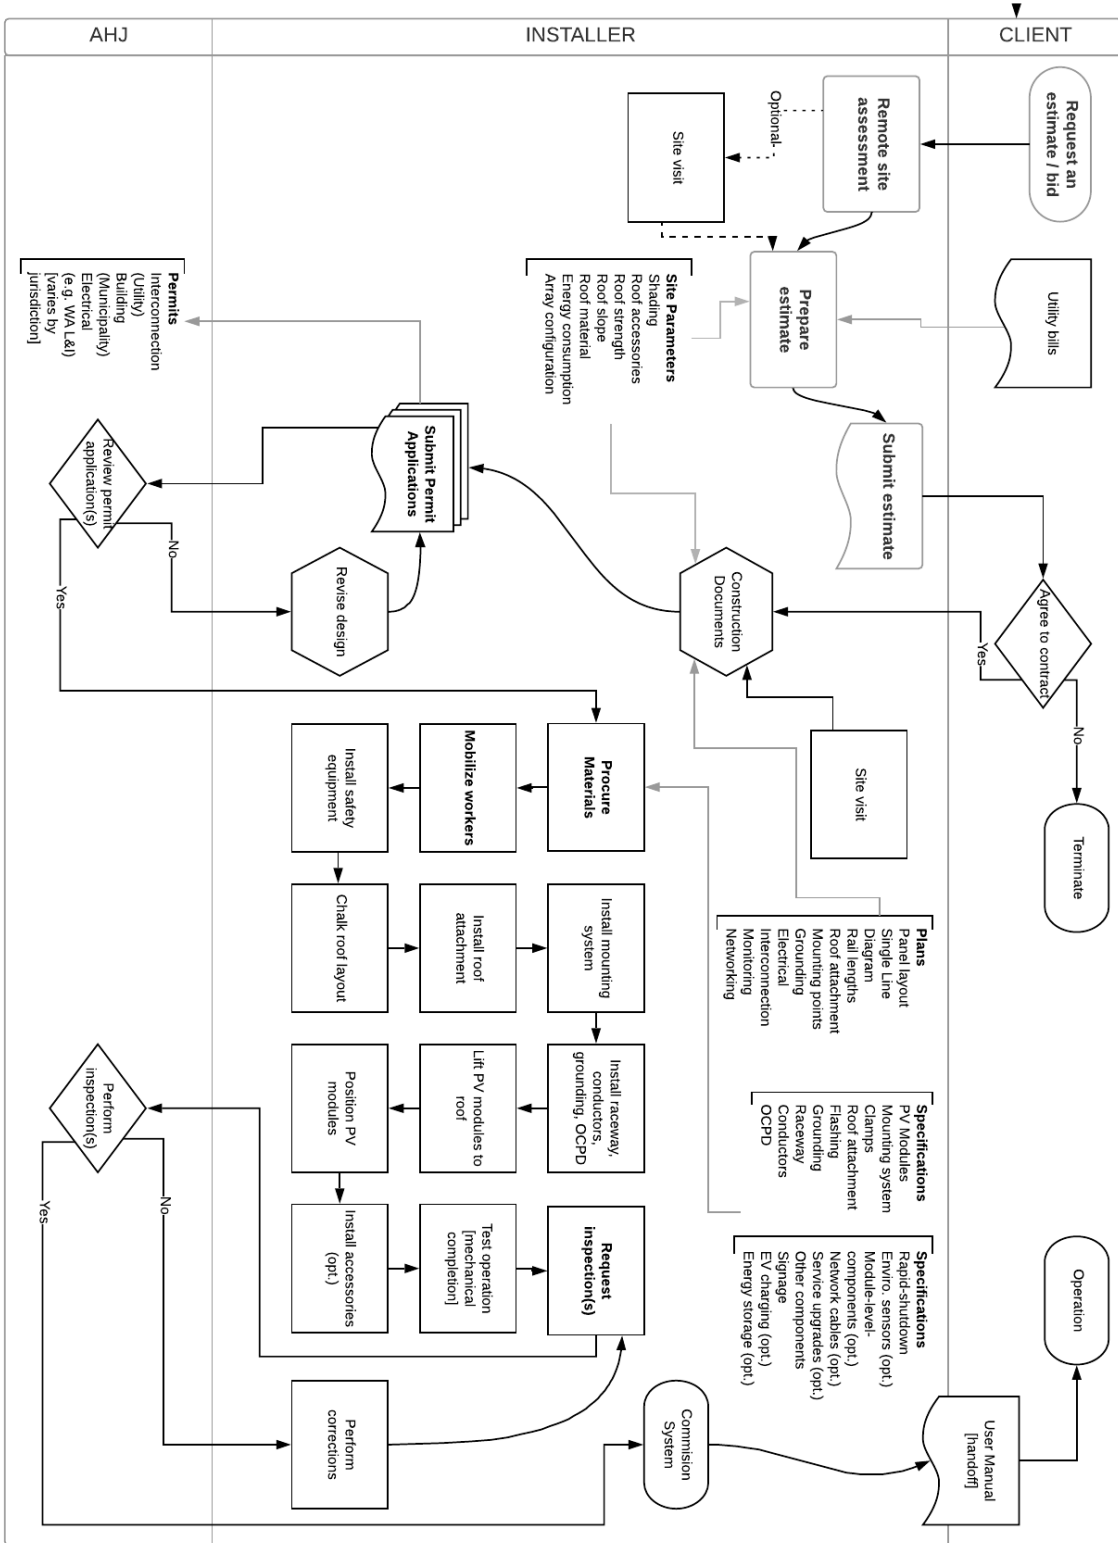 AHJ
INSTALLER
CLIENT
Request an
estimate / bid
Remote site
assessment
Optional
Site visit
Utility bills
Prepare
estimate
Site Parameters
Shading
Roof accessories
Roof strength
Roof slope
Roof material
Energy consumption
Array configuration
Permits
Interconnection
(Utility)
Building
(Municipality)
Electrical
(e.g. WA L&I)
[varies by
jurisdiction]
Submit estimate
Submit Permit
Applications
Review permit
application(s)
No
Yes
Revise design
Construction
Documents
Agree to contract
Yes
No
Terminate
Site visit
Procure
Materials
Mobilize workers
Install safety
equipment
Chalk roof layout
Install roof
attachment
Install mounting
system
Plans
Panel layout
Single Line
Diagram
Rail lengths
Roof attachment
Mounting points
Grounding
Electrical
Interconnection
Monitoring
Networking
Install raceway,
conductors,
grounding, OCPD
Lift PV modules to
roof
Position PV
modules
Specifications
PV Modules
Mounting system
Clamps
Roof attachment
Flashing
Grounding
Raceway
Conductors
OCPD
Install accessories
(opt.)
Test operation
[mechanical
completion]
Request
inspection(s)
Specifications
Rapid-shutdown
Enviro. sensors (opt.)
Module-level-
components (opt.)
Network cables (opt.)
Service upgrades (opt.)
Other components
Signage
EV charging (opt.)
Energy storage (opt.)
Perform
inspection(s)
No
Yes
Perform
corrections
Commision
System
User Manual
[handoff]
Operation